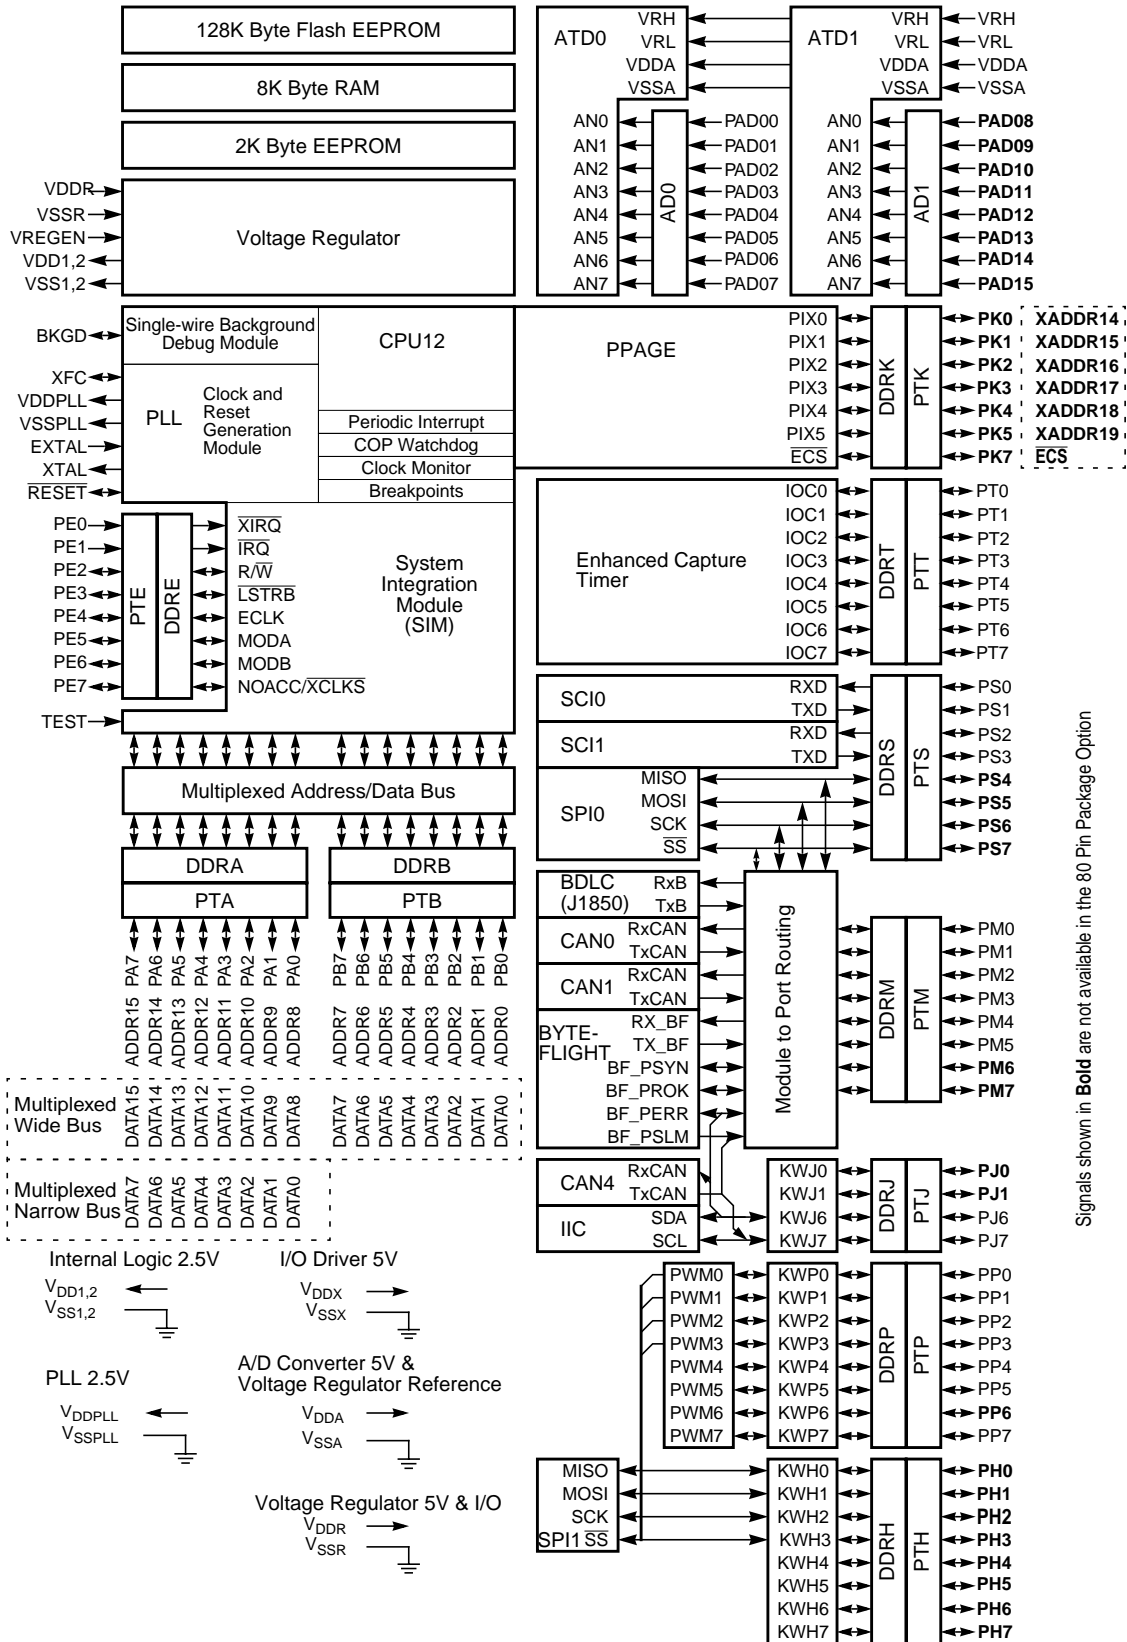 128K Byte Flash EEPROM
8K Byte RAM
2K Byte EEPROM
VDDR
VSSR
VREGEN
VDD1,2
VSS1,2
Voltage Regulator
BKGD
XFC
VDDPLL
VSSPLL
EXTAL
XTAL
RESET
Single-wire Background
Debug Module
CPU12
PLL
Clock and
Reset
Generation
Module
Periodic Interrupt
COP Watchdog
Clock Monitor
Breakpoints
PE0
PE1
PE2
PE3
PE4
PE5
PE6
PE7
TEST
PTE
DDRE
XIRQ
IRQ
R/W
LSTRB
ECLK
MODA
MODB
NOACC/XCLKS
System
Integration
Module
(SIM)
Multiplexed Address/Data Bus
DDRA
DDRB
PTA
PTB
PA7
PA6
PA5
PA4
PA3
PA2
PA1
PA0
PB7
PB6
PB5
PB4
PB3
PB2
PB1
PB0
ADDR15
ADDR14
ADDR13
ADDR12
ADDR11
ADDR10
ADDR9
ADDR8
ADDR7
ADDR6
ADDR5
ADDR4
ADDR3
ADDR2
ADDR1
ADDR0
Multiplexed
Wide Bus
DATA15
DATA14
DATA13
DATA12
DATA11
DATA10
DATA9
DATA8
DATA7
DATA6
DATA5
DATA4
DATA3
DATA2
DATA1
DATA0
Multiplexed
Narrow Bus
DATA7
DATA6
DATA5
DATA4
DATA3
DATA2
DATA1
DATA0
Internal Logic 2.5V
VDD1,2
VSS1,2
I/O Driver 5V
VDDX
VSSX
PLL 2.5V
VDDPLL
VSSPLL
A/D Converter 5V &
Voltage Regulator Reference
VDDA
VSSA
Voltage Regulator 5V & I/O
VDDR
VSSR
ATD0
VRH
VRL
VDDA
VSSA
AN0
AN1
AN2
AN3
AN4
AN5
AN6
AN7
AD0
PAD00
PAD01
PAD02
PAD03
PAD04
PAD05
PAD06
PAD07
ATD1
VRH
VRL
VDDA
VSSA
VRH
VRL
VDDA
VSSA
AN0
AN1
AN2
AN3
AN4
AN5
AN6
AN7
AD1
PAD08
PAD09
PAD10
PAD11
PAD12
PAD13
PAD14
PAD15
PPAGE
PIX0
PIX1
PIX2
PIX3
PIX4
PIX5
ECS
DDRK
PTK
PK0 XADDR14
PK1 XADDR15
PK2 XADDR16
PK3 XADDR17
PK4 XADDR18
PK5 XADDR19
PK7 ECS
Enhanced Capture
Timer
IOC0
IOC1
IOC2
IOC3
IOC4
IOC5
IOC6
IOC7
DDRT
PTT
PT0
PT1
PT2
PT3
PT4
PT5
PT6
PT7
SCI0
RXD
TXD
SCI1
RXD
TXD
SPI0
MISO
MOSI
SCK
SS
DDRS
PTS
PS0
PS1
PS2
PS3
PS4
PS5
PS6
PS7
BDLC
(J1850)
RxB
TxB
CAN0
RxCAN
TxCAN
CAN1
RxCAN
TxCAN
BYTE-
FLIGHT
RX_BF
TX_BF
BF_PSYN
BF_PROK
BF_PERR
BF_PSLM
Module to Port Routing
DDRM
PTM
PM0
PM1
PM2
PM3
PM4
PM5
PM6
PM7
CAN4
RxCAN
TxCAN
IIC
SDA
SCL
KWJ0
KWJ1
KWJ6
KWJ7
DDRJ
PTJ
PJ0
PJ1
PJ6
PJ7
PWM0
PWM1
PWM2
PWM3
PWM4
PWM5
PWM6
PWM7
KWP0
KWP1
KWP2
KWP3
KWP4
KWP5
KWP6
KWP7
DDRP
PTP
PP0
PP1
PP2
PP3
PP4
PP5
PP6
PP7
MISO
MOSI
SCK
SPI1 SS
KWH0
KWH1
KWH2
KWH3
KWH4
KWH5
KWH6
KWH7
DDRH
PTH
PH0
PH1
PH2
PH3
PH4
PH5
PH6
PH7
Signals shown in Bold are not available in the 80 Pin Package Option